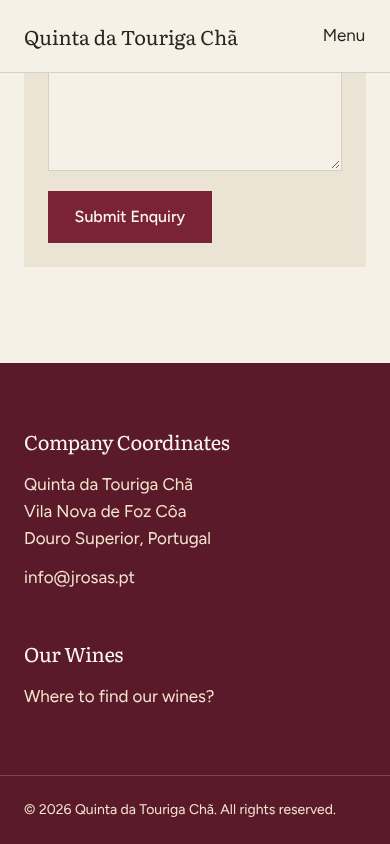 Quinta da Touriga Chã
Menu
Submit Enquiry
Company Coordinates
Quinta da Touriga Chã
Vila Nova de Foz Côa
Douro Superior, Portugal
info@jrosas.pt
Our Wines
Where to find our wines?
© 2026 Quinta da Touriga Chã. All rights reserved.